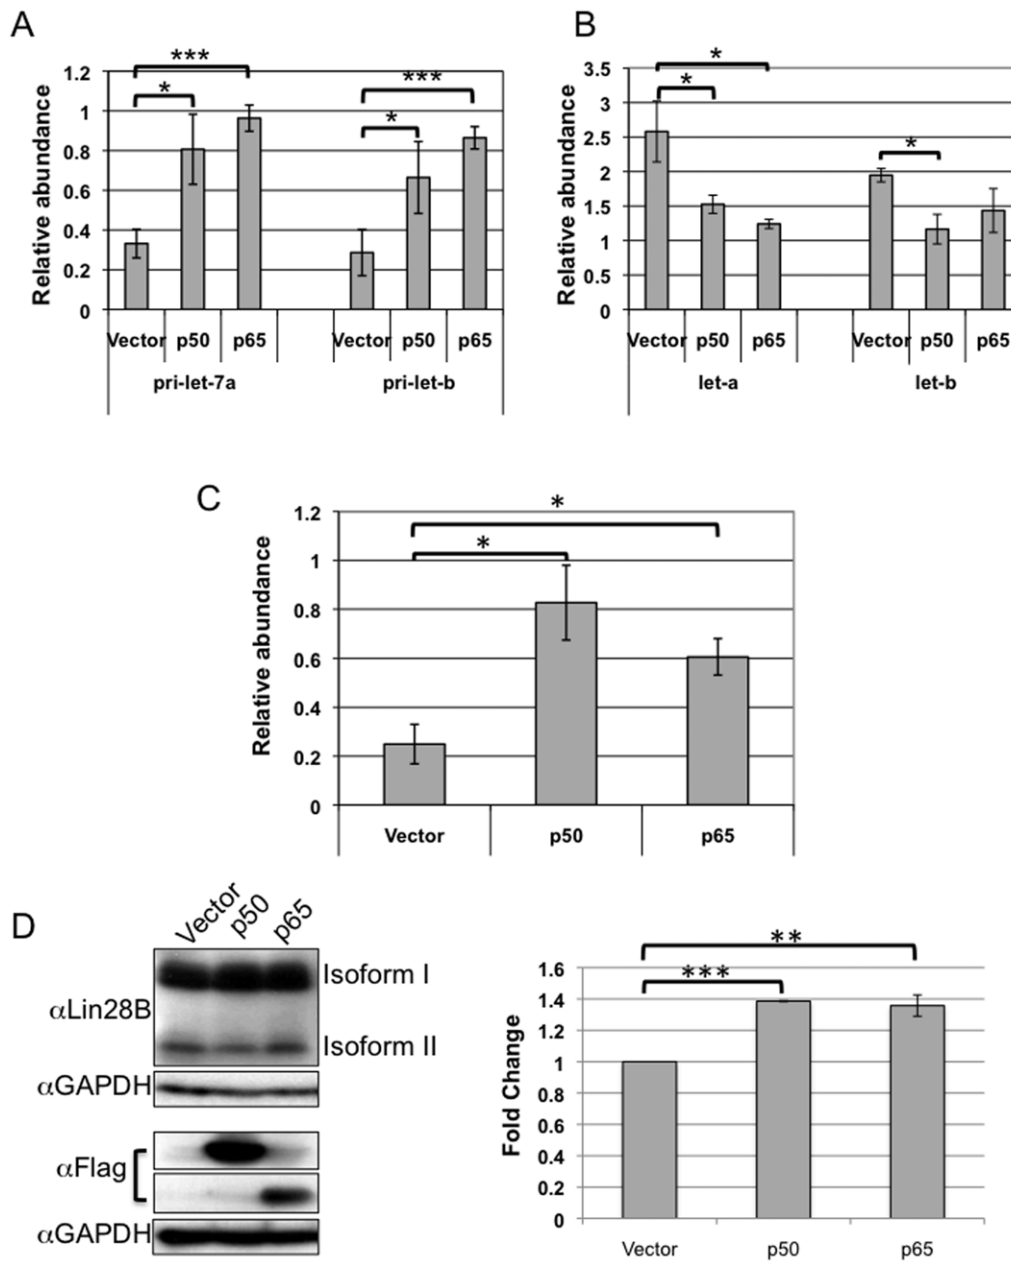 A
***
*
***
*
Relative abundance
1.2
1
0.8
0.6
0.4
0.2
0
Vector p50 p65 Vector p50 p65
pri-let-7a pri-let-b
B
*
*
*
Relative abundance
3.5
3
2.5
2
1.5
1
0.5
0
Vector p50 p65 Vector p50 p65
let-a let-b
C
*
*
Relative abundance
1.2
1
0.8
0.6
0.4
0.2
0
Vector p50 p65
D
Vector p50 p65
αLin28B
Isoform I
Isoform II
αGAPDH
αFlag
αGAPDH
**
***
Fold Change
1.6
1.4
1.2
1
0.8
0.6
0.4
0.2
0
Vector p50 p65